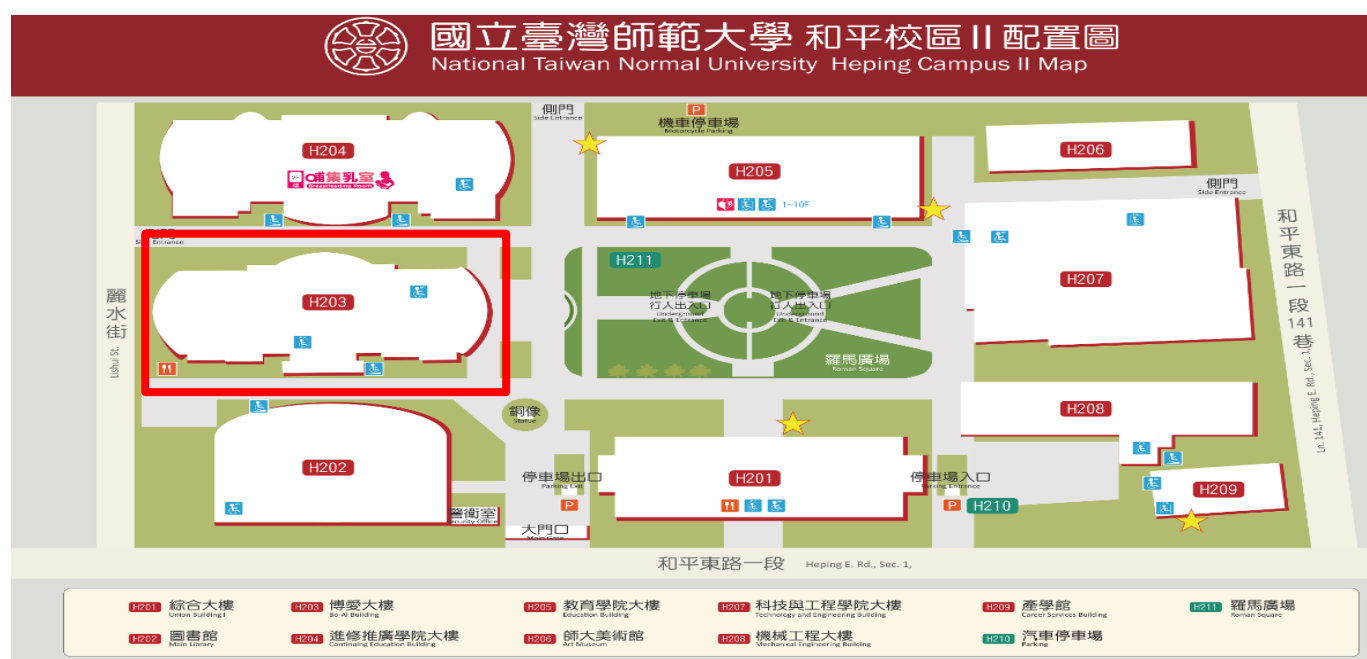 國立臺灣師範大學 和平校區 II 配置圖
National Taiwan Normal University Heping Campus II Map
側門
Side Entrance
P
機車停車場
Motorcycle Parking
H204
哺集乳室
Breastfeeding Room
H205
1~10F
H206
側門
Side Entrance
和平東路一段141巷
Ln. 141, Heping E. Rd., Sec. 1,
Side Entrance
H211
H203
地下停車場
行人出入口
Underground
Exit & Entrance
地下停車場
行人出入口
Underground
Exit & Entrance
H207
麗水街
Lishui St.
羅馬廣場
Roman Square
銅像
Statue
H208
H202
停車場出口
Parking Exit
P
H201
停車場入口
Parking Entrance
P
H210
H209
警衛室
Security Office
大門口
Main Gate
和平東路一段 Heping E. Rd., Sec. 1,
H201 綜合大樓
Union Building I
H203 博愛大樓
Bo-Ai Building
H205 教育學院大樓
Education Building
H207 科技與工程學院大樓
Technology and Engineering Building
H209 產學館
Career Services Building
H211 羅馬廣場
Roman Square
H202 圖書館
Main Library
H204 進修推廣學院大樓
Continuing Education Building
H206 師大美術館
Art Museum
H208 機械工程大樓
Mechanical Engineering Building
H210 汽車停車場
Parking